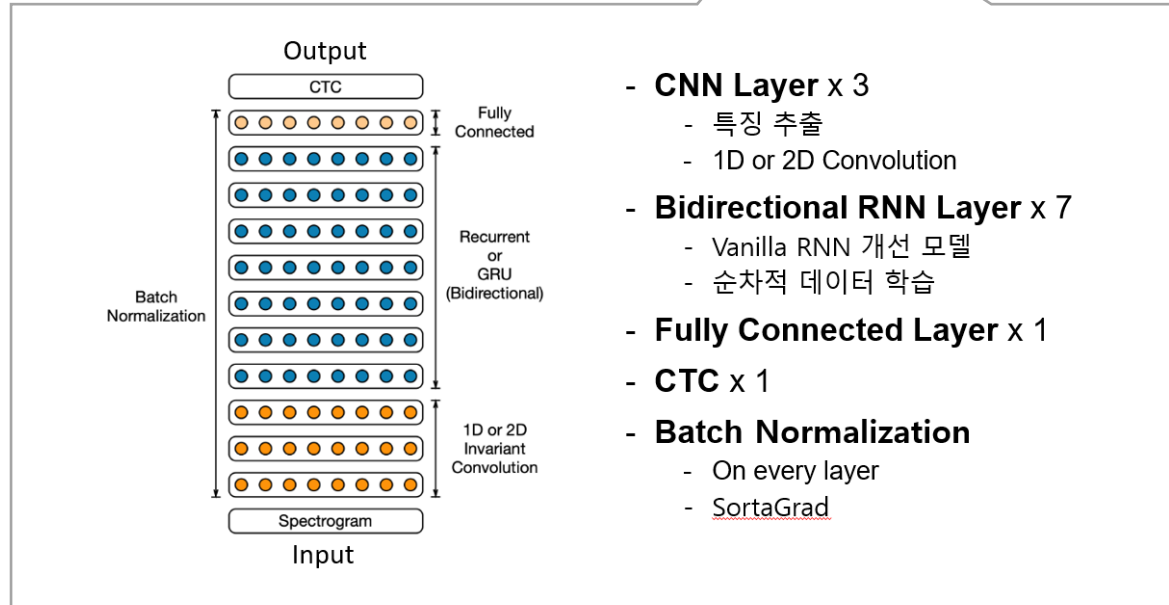 Output
CTC
Fully
Connected
Recurrent
or
GRU
(Bidirectional)
Batch
Normalization
1D or 2D
Invariant
Convolution
Spectrogram
Input
- CNN Layer x 3
- 특징 추출
- 1D or 2D Convolution
- Bidirectional RNN Layer x 7
- Vanilla RNN 개선 모델
- 순차적 데이터 학습
- Fully Connected Layer x 1
- CTC x 1
- Batch Normalization
- On every layer
- SortaGrad